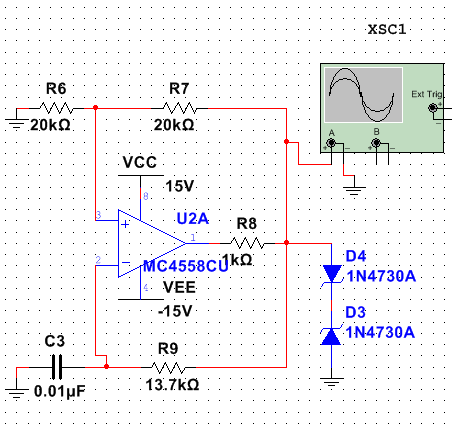 XSC1
Ext Trig
+
-
A
B
+ -
+ -
R6
20kΩ
R7
20kΩ
VCC
15V
8
3
U2A
+
1
R8
1kΩ
2
-
MC4558CU
4
VEE
-15V
D4
1N4730A
D3
1N4730A
C3
0.01µF
R9
13.7kΩ